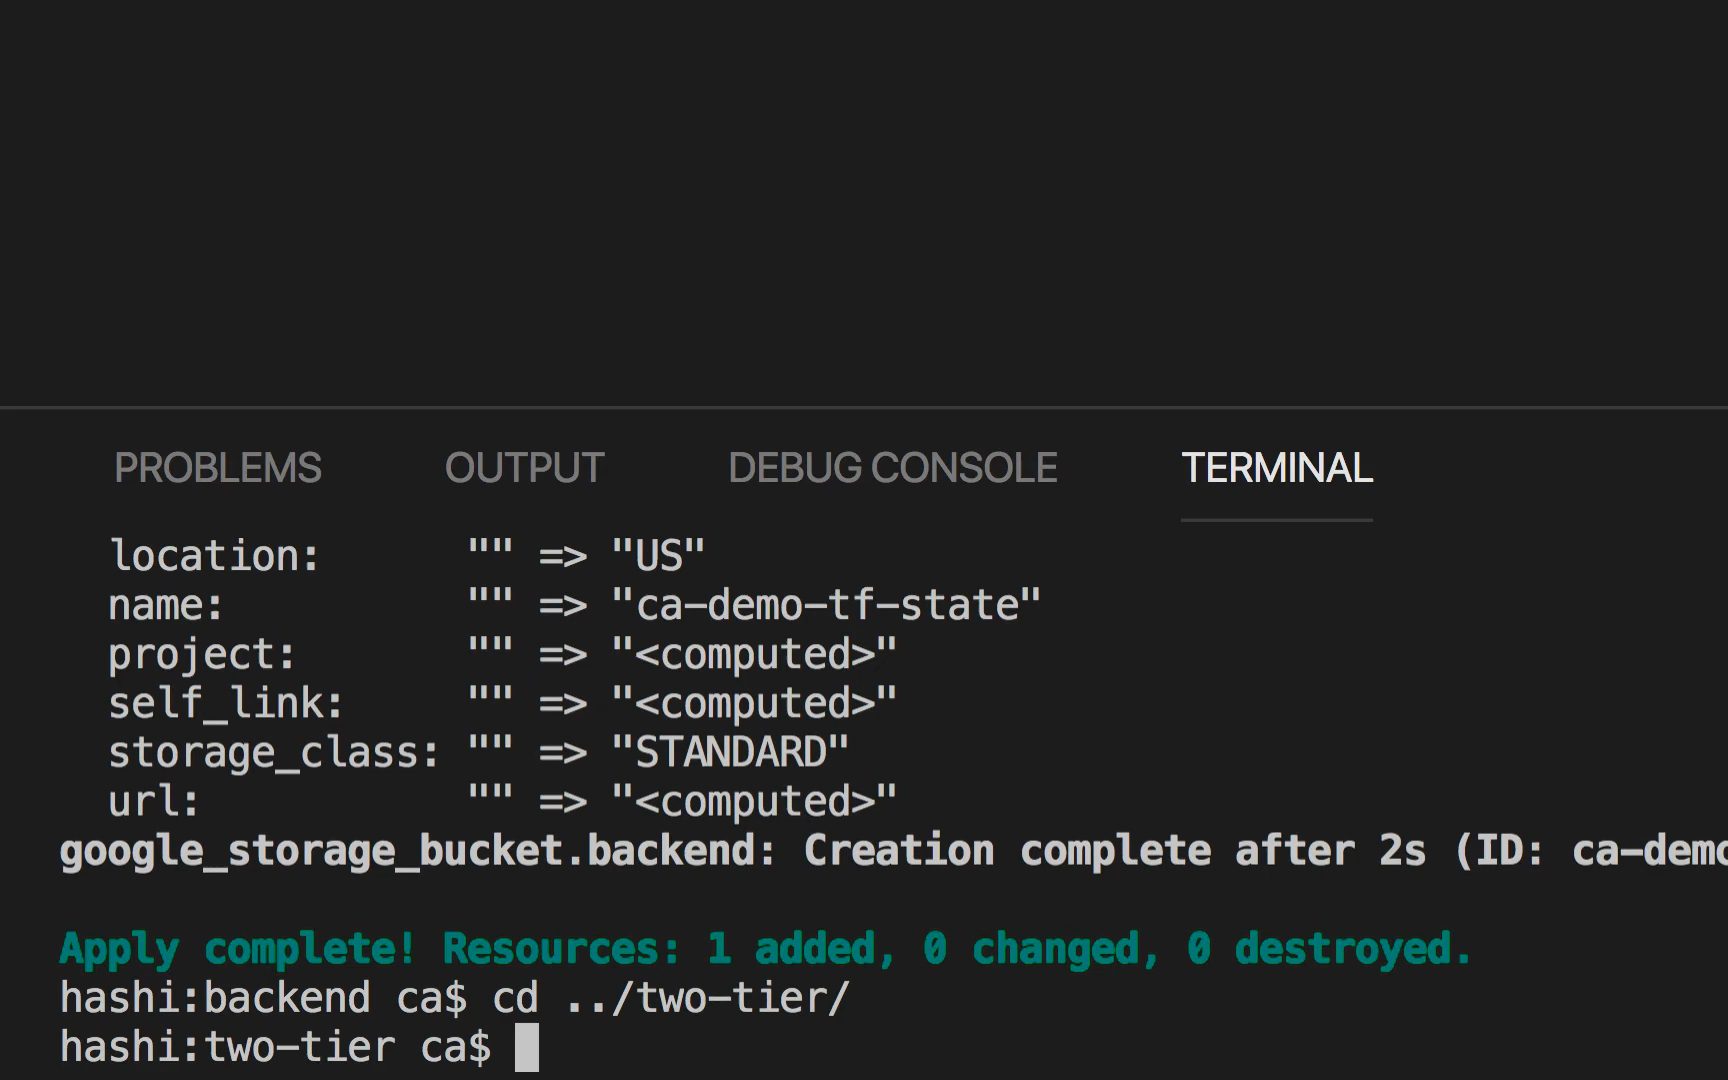 PROBLEMS OUTPUT DEBUG CONSOLE TERMINAL
location: "" => "US"
name: "" => "ca-demo-tf-state"
project: "" => "<computed>"
self_link: "" => "<computed>"
storage_class: "" => "STANDARD"
url: "" => "<computed>"
google_storage_bucket.backend: Creation complete after 2s (ID: ca-demo
Apply complete! Resources: 1 added, 0 changed, 0 destroyed.
hashi:backend ca$ cd ../two-tier/
hashi:two-tier ca$